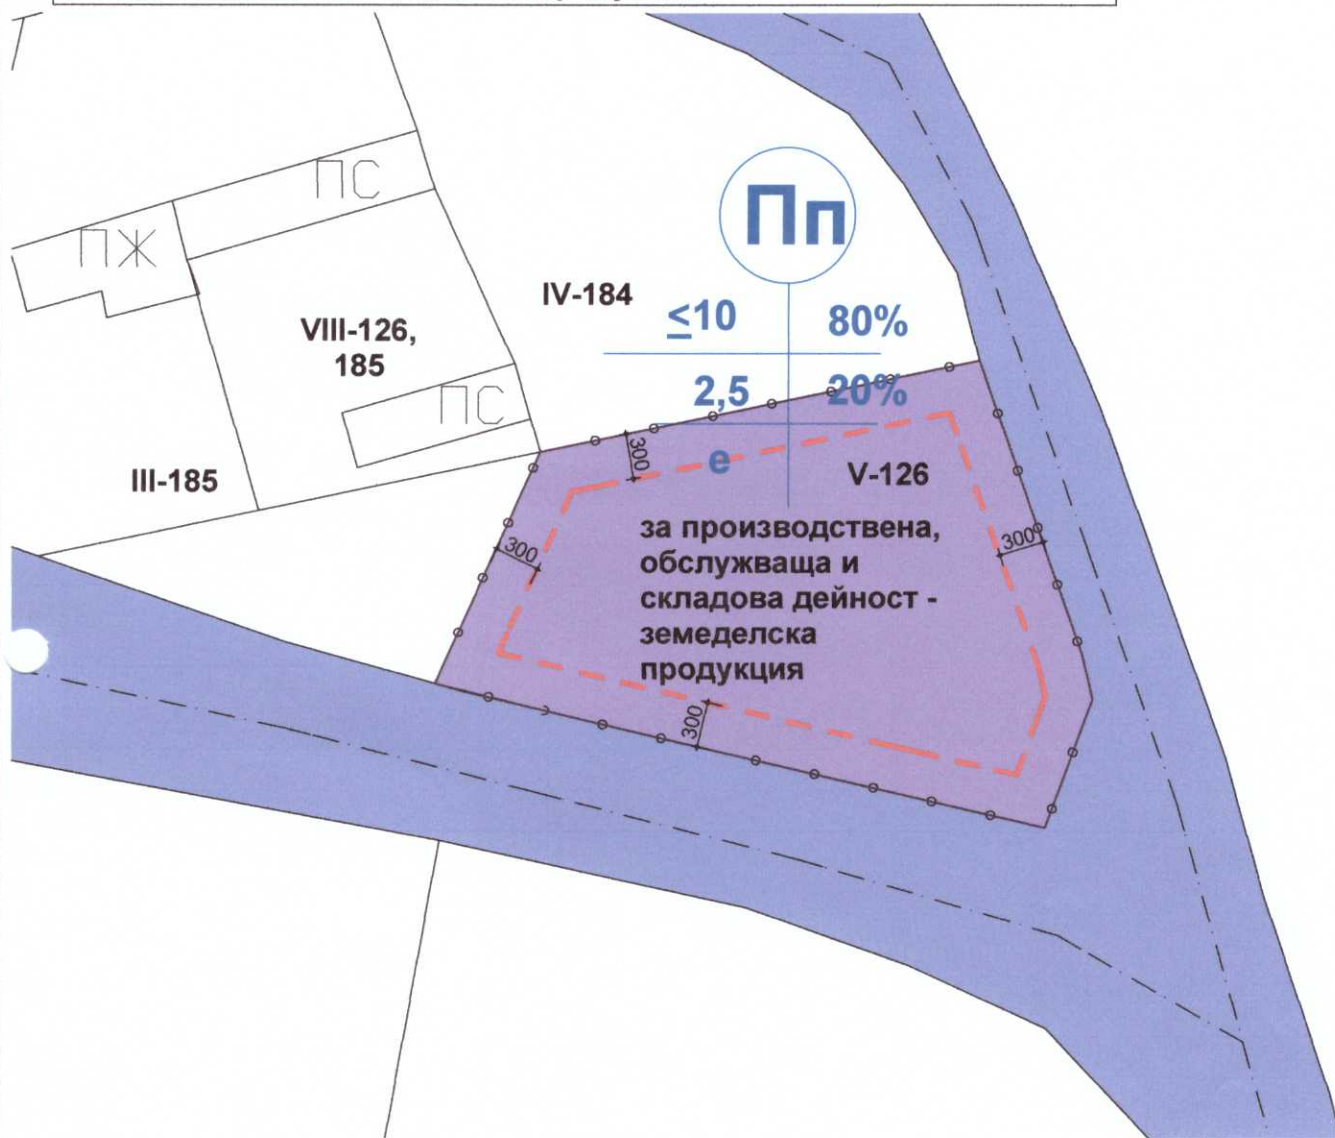 ПС
ПЖ
Пп
IV-184
≤10
80%
VIII-126,
185
2,5
20%
ПС
300
е
V-126
III-185
за производствена,
обслужваща и
складова дейност -
земеделска
продукция
300
300
300